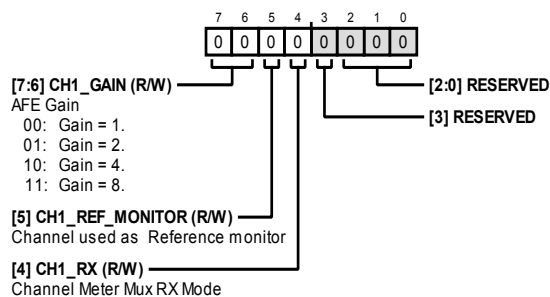 7 6 5 4 3 2 1 0
0 0 0 0 0 0 0 0
[7:6] CH1_GAIN (R/W)
AFE Gain
00: Gain = 1.
01: Gain = 2.
10: Gain = 4.
11: Gain = 8.
[5] CH1_REF_MONITOR (R/W)
Channel used as Reference monitor
[4] CH1_RX (R/W)
Channel Meter Mux RX Mode
[2:0] RESERVED
[3] RESERVED